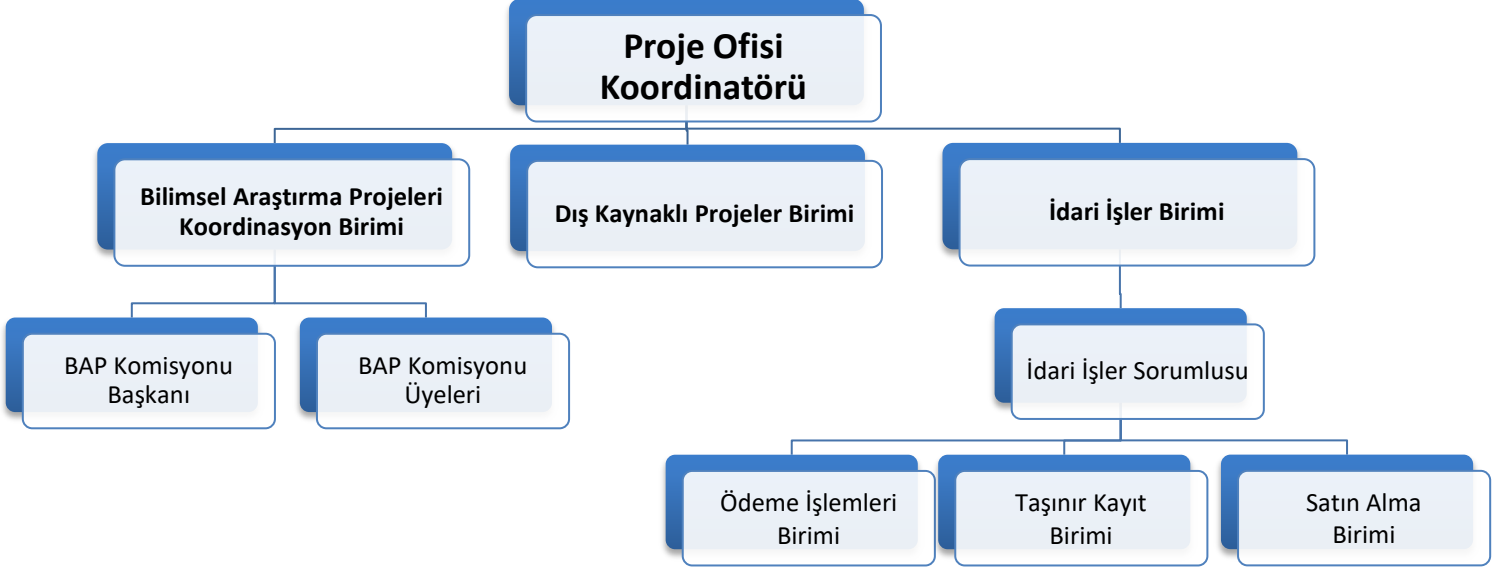 Proje Ofisi
Koordinatörü
Bilimsel Araştırma Projeleri
Koordinasyon Birimi
Dış Kaynaklı Projeler Birimi
İdari İşler Birimi
BAP Komisyonu
Başkanı
BAP Komisyonu
Üyeleri
İdari İşler Sorumlusu
Ödeme İşlemleri
Birimi
Taşınır Kayıt
Birimi
Satın Alma
Birimi